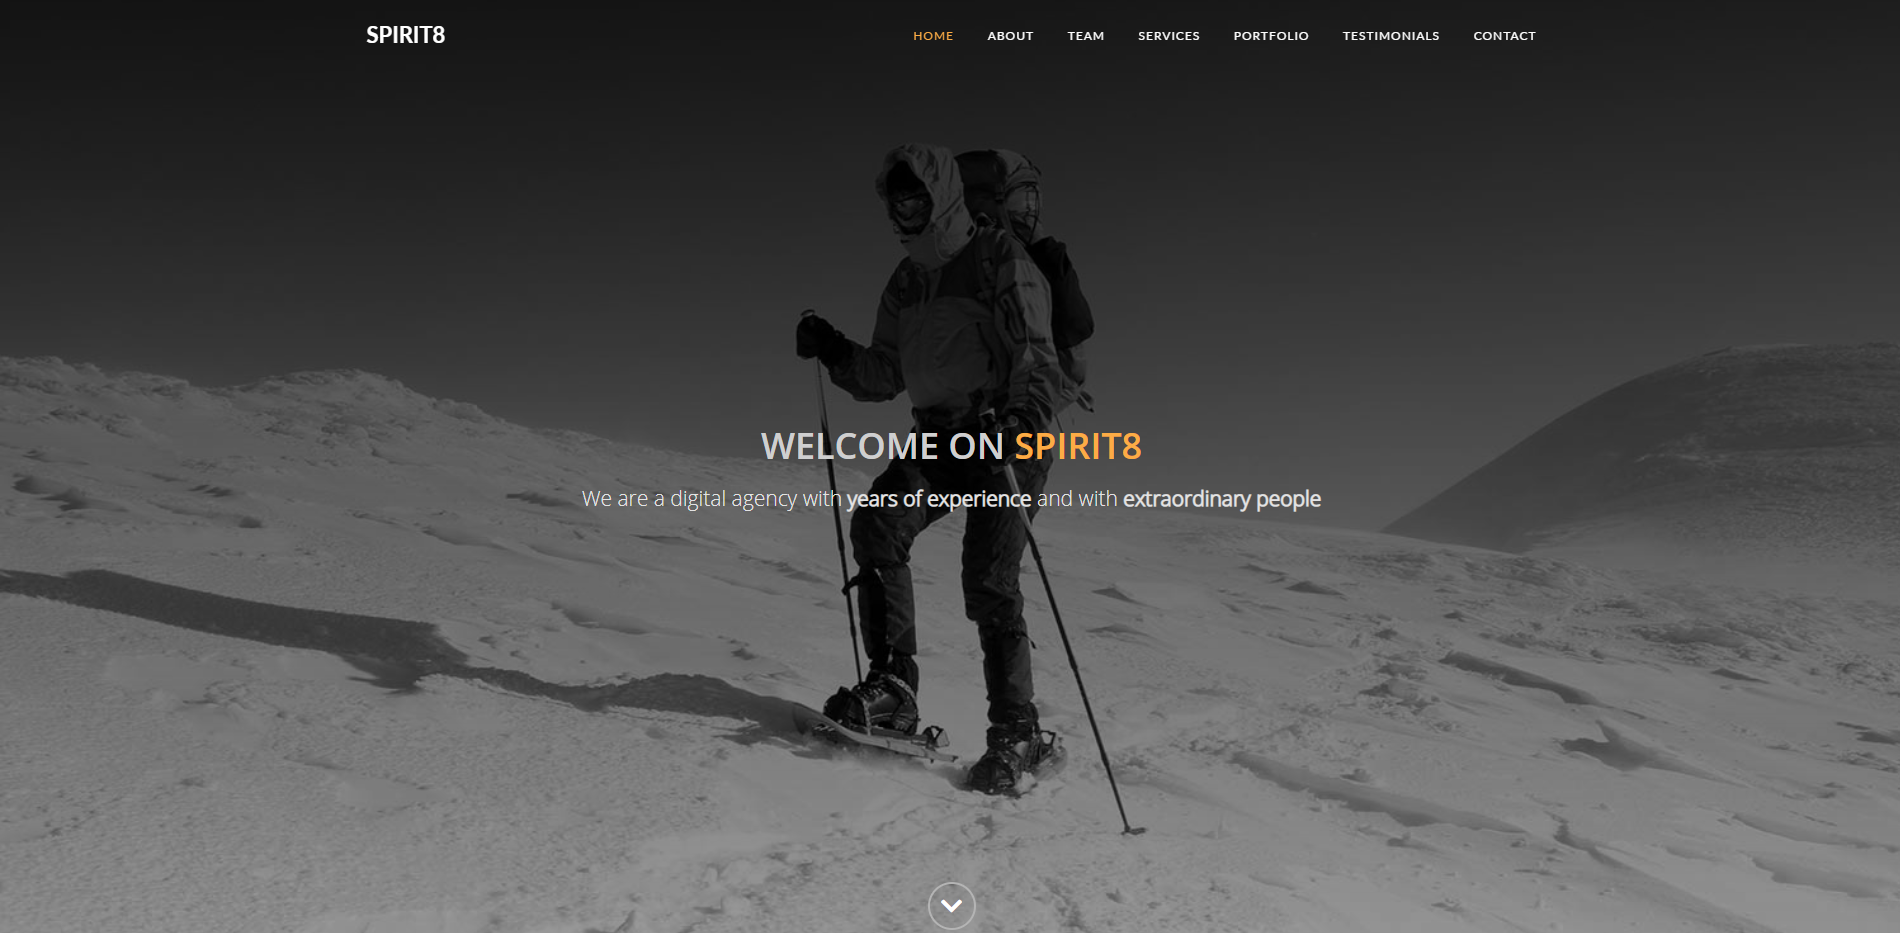 SPIRIT8
HOME ABOUT TEAM SERVICES PORTFOLIO TESTIMONIALS CONTACT
WELCOME ON SPIRIT8
We are a digital agency with years of experience and with extraordinary people